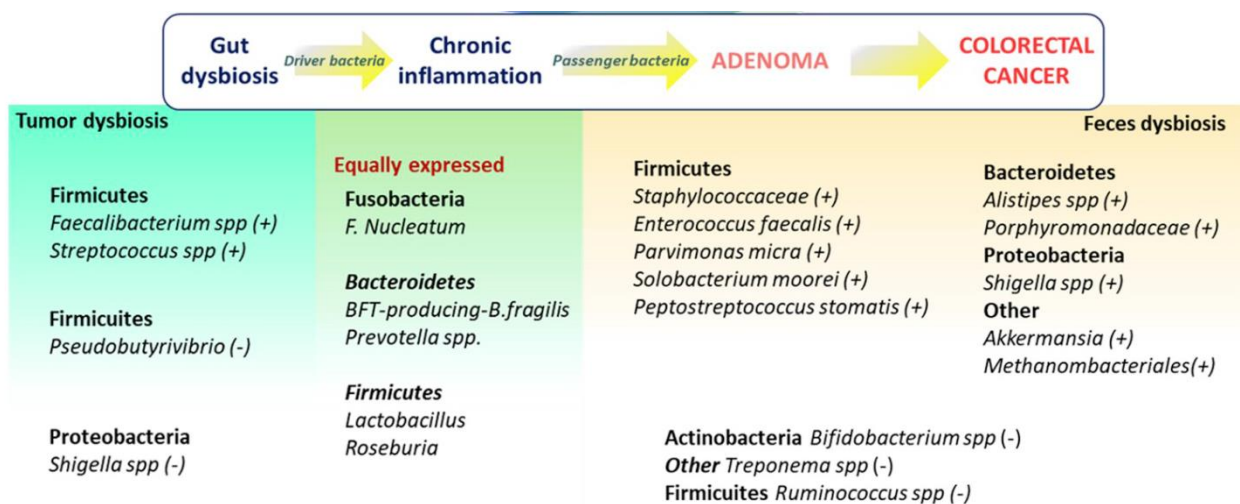 Gut
dysbiosis
Driver bacteria
Chronic
inflammation
Passenger bacteria
ADENOMA
COLORECTAL
CANCER
Tumor dysbiosis
Firmicutes
Faecalibacterium spp (+)
Streptococcus spp (+)
Firmicuites
Pseudobutyrivibrio (-)
Proteobacteria
Shigella spp (-)
Equally expressed
Fusobacteria
F. Nucleatum
Bacteroidetes
BFT-producing-B.fragilis
Prevotella spp.
Firmicutes
Lactobacillus
Roseburia
Feces dysbiosis
Firmicutes
Staphylococcaceae (+)
Enterococcus faecalis (+)
Parvimonas micra (+)
Solobacterium moorei (+)
Peptostreptococcus stomatis (+)
Bacteroidetes
Alistipes spp (+)
Porphyromonadaceae (+)
Proteobacteria
Shigella spp (+)
Other
Akkermansia (+)
Methanombacteriales(+)
Actinobacteria Bifidobacterium spp (-)
Other Treponema spp (-)
Firmicuites Ruminococcus spp (-)